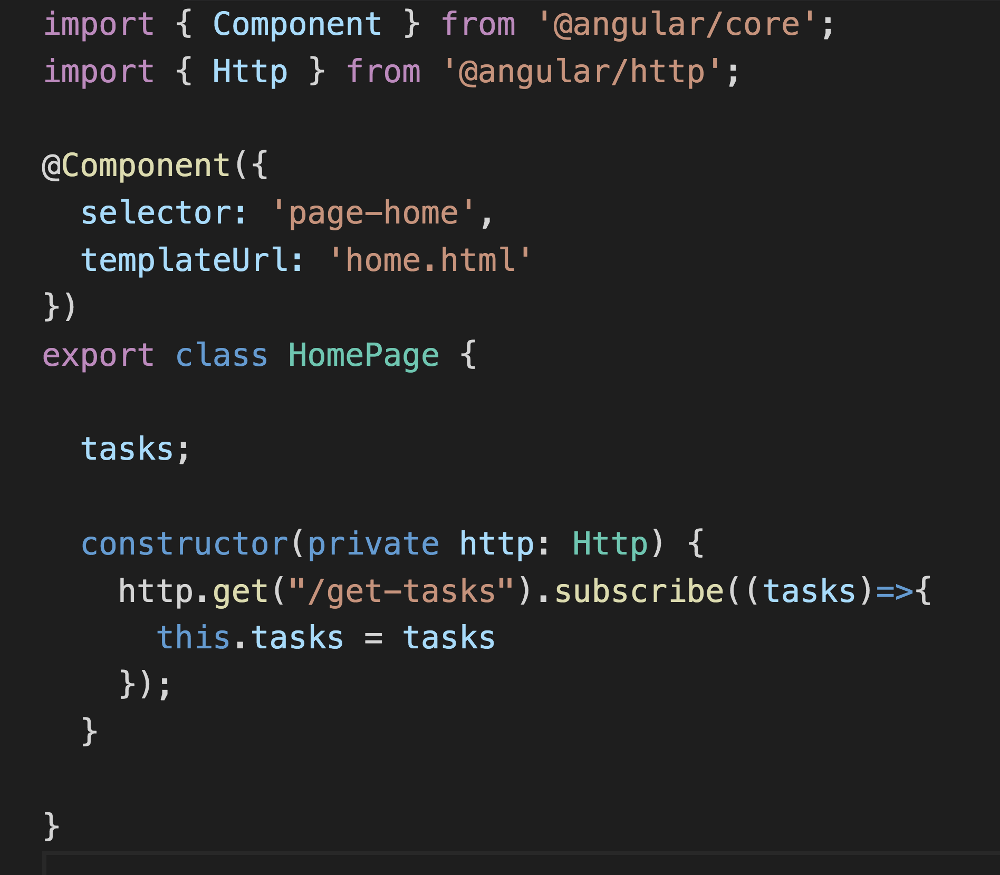 import { Component } from '@angular/core';
import { Http } from '@angular/http';
@Component({
  selector: 'page-home',
  templateUrl: 'home.html'
})
export class HomePage {
  tasks;
  constructor(private http: Http) {
    http.get("/get-tasks").subscribe((tasks)=>{
      this.tasks = tasks
    });
  }
}